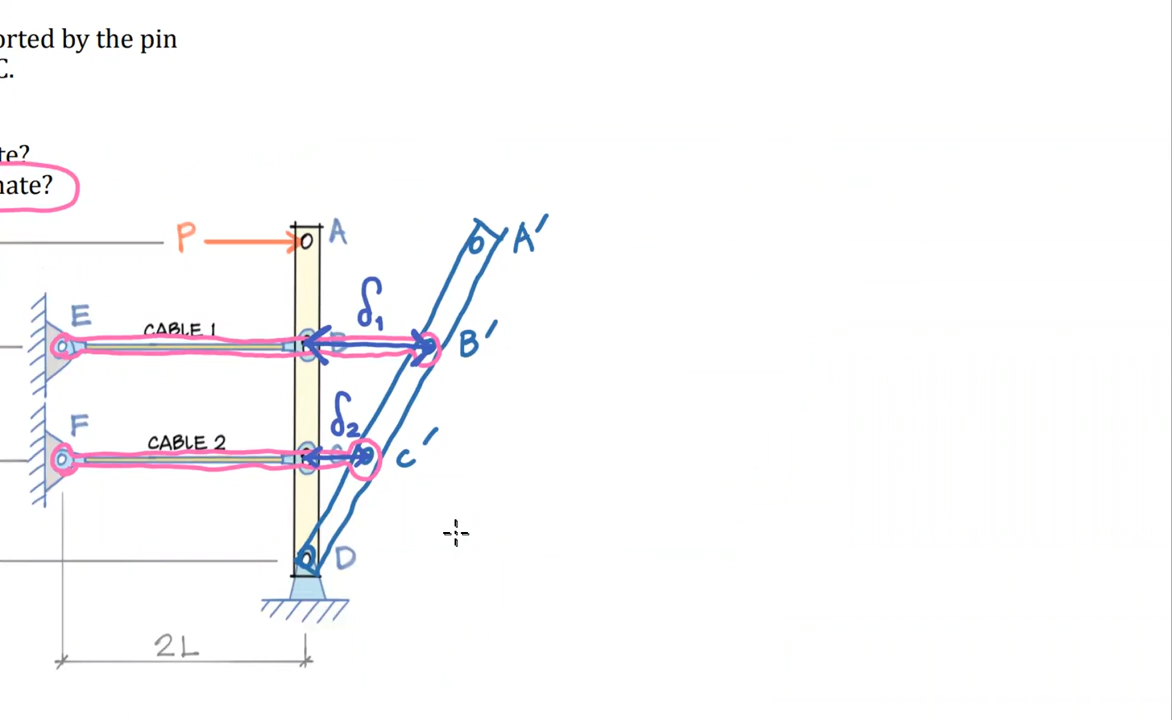 orted by the pin
C.
te?
nate?
P A A'
δ₁
E CABLE 1 B B'
δ₂
F CABLE 2 C'
D
2L